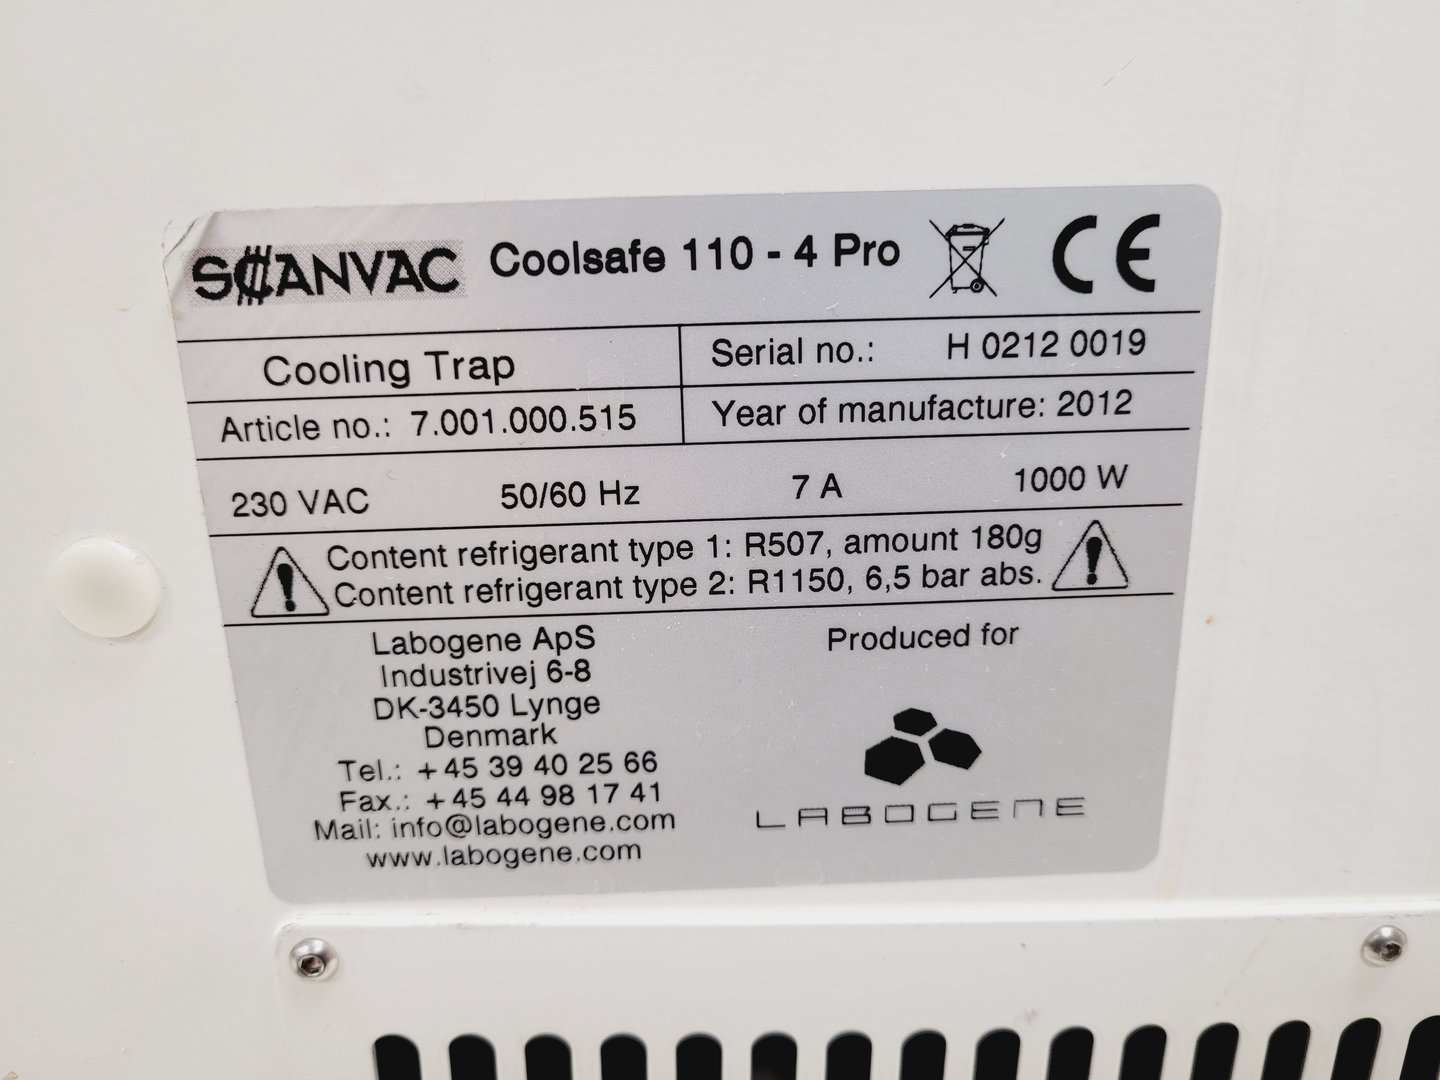 SCANVAC Coolsafe 110 - 4 Pro CE
Cooling Trap
Serial no.: H 0212 0019
Article no.: 7.001.000.515
Year of manufacture: 2012
230 VAC 50/60 Hz 7 A 1000 W
Content refrigerant type 1: R507, amount 180g
Content refrigerant type 2: R1150, 6,5 bar abs.
Labogene ApS
Industrivej 6-8
DK-3450 Lynge
Denmark
Tel.: +45 39 40 25 66
Fax.: +45 44 98 17 41
Mail: info@labogene.com
www.labogene.com
Produced for
LABOGENE